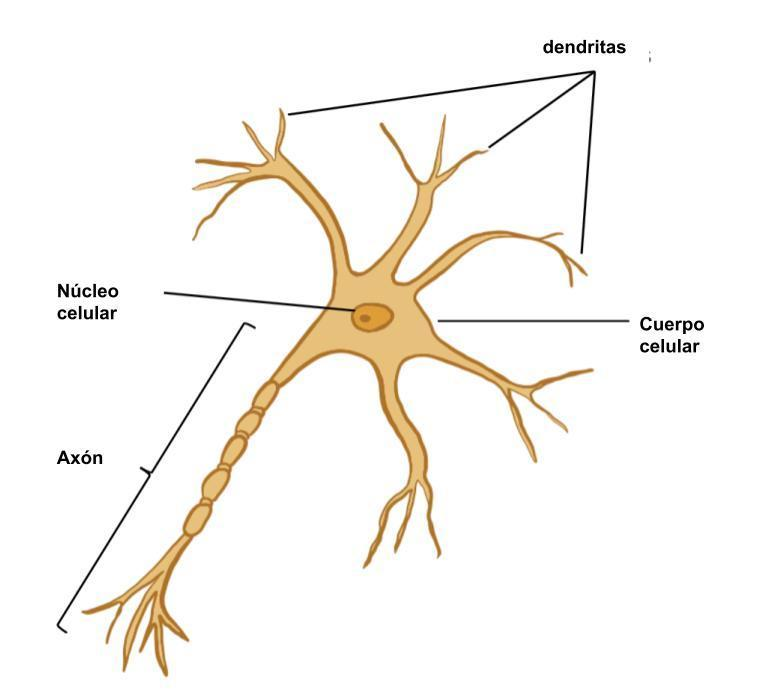 dendritas
Núcleo
celular
Cuerpo
celular
Axón